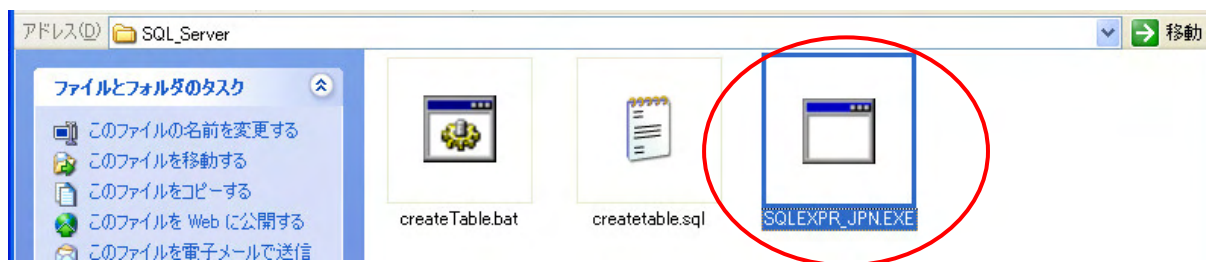 アドレス(D) SQL_Server 移動
ファイルとフォルダのタスク
このファイルの名前を変更する
このファイルを移動する
このファイルをコピーする
このファイルを Web に公開する
このファイルを電子メールで送信
createTable.bat
createtable.sql
SQLEXPR_JPN.EXE